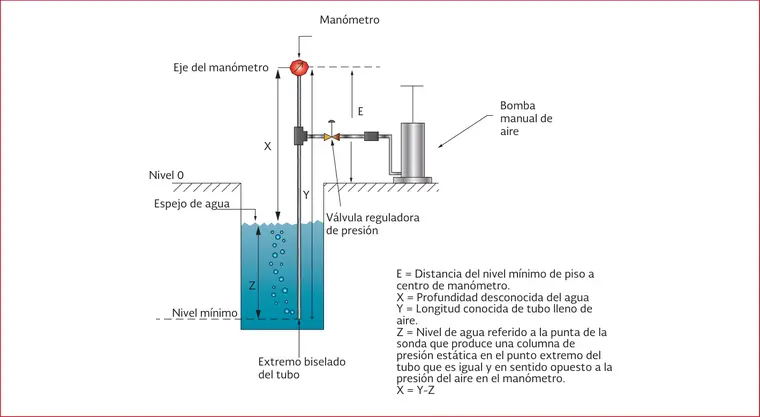 Manómetro
Eje del manómetro
E
Bomba
manual de
aire
X
Nivel 0
Y
Espejo de agua
Válvula reguladora
de presión
Z
Nivel mínimo
E = Distancia del nivel mínimo de piso a
centro de manómetro.
X = Profundidad desconocida del agua
Y = Longitud conocida de tubo lleno de
aire.
Z = Nivel de agua referido a la punta de la
sonda que produce una columna de
presión estática en el punto extremo del
tubo que es igual y en sentido opuesto a la
presión del aire en el manómetro.
X = Y-Z
Extremo biselado
del tubo